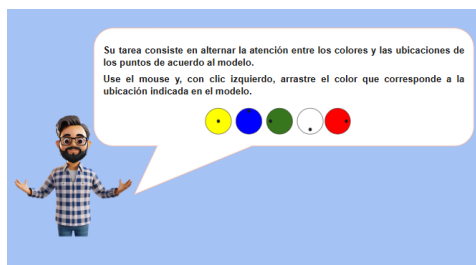 Su tarea consiste en alternar la atención entre los colores y las ubicaciones de
los puntos de acuerdo al modelo.
Use el mouse y, con clic izquierdo, arrastre el color que corresponde a la
ubicación indicada en el modelo.